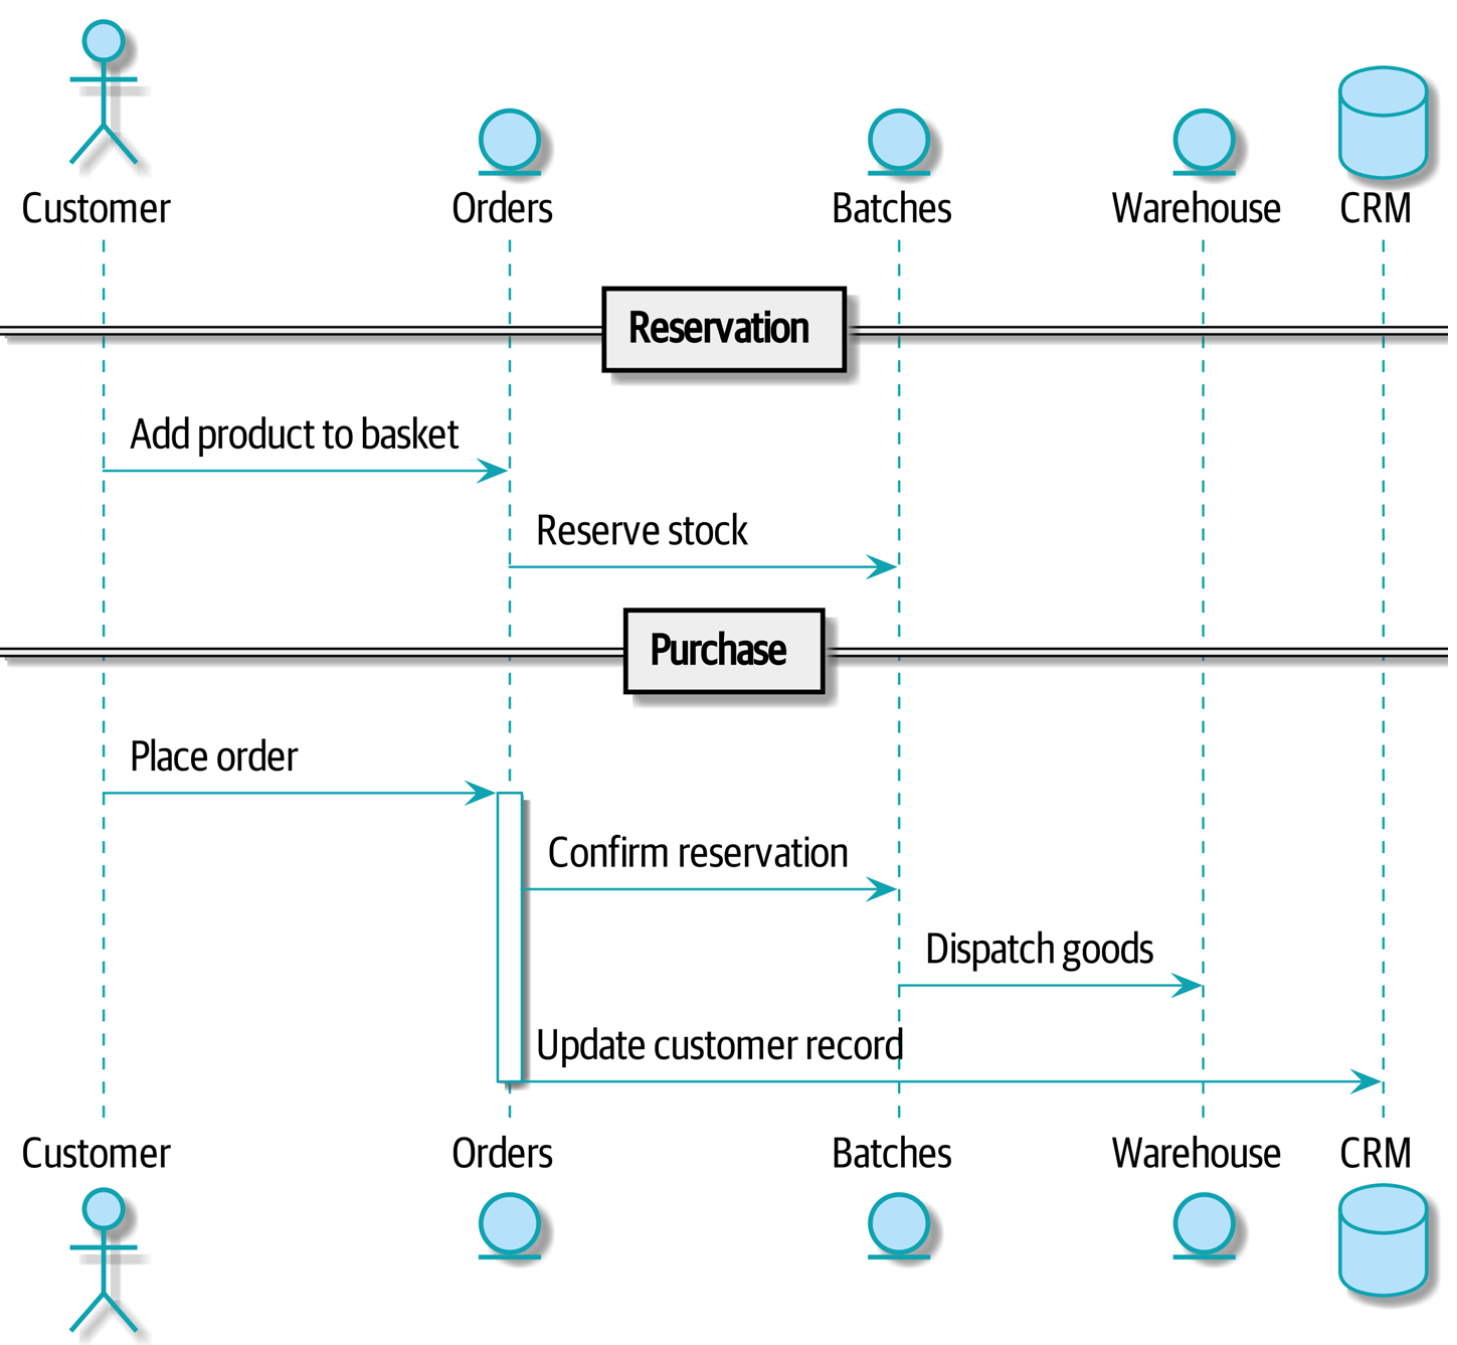 Customer
Orders
Batches
Warehouse
CRM
Reservation
Add product to basket
Reserve stock
Purchase
Place order
Confirm reservation
Dispatch goods
Update customer record
Customer
Orders
Batches
Warehouse
CRM